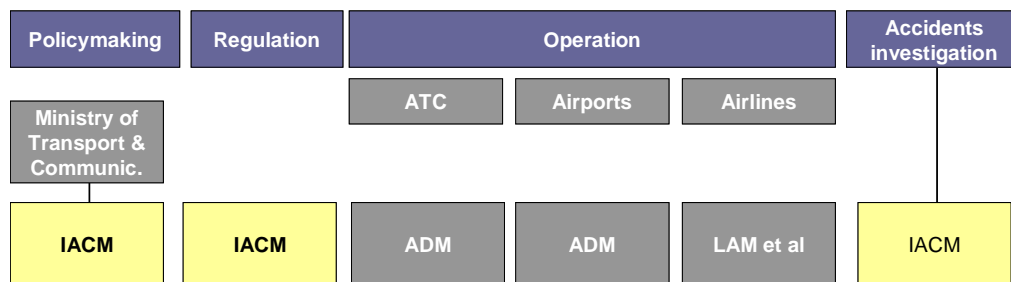 Policymaking
Regulation
Operation
Accidents
investigation
ATC
Airports
Airlines
Ministry of
Transport &
Communic.
IACM
IACM
ADM
ADM
LAM et al
IACM